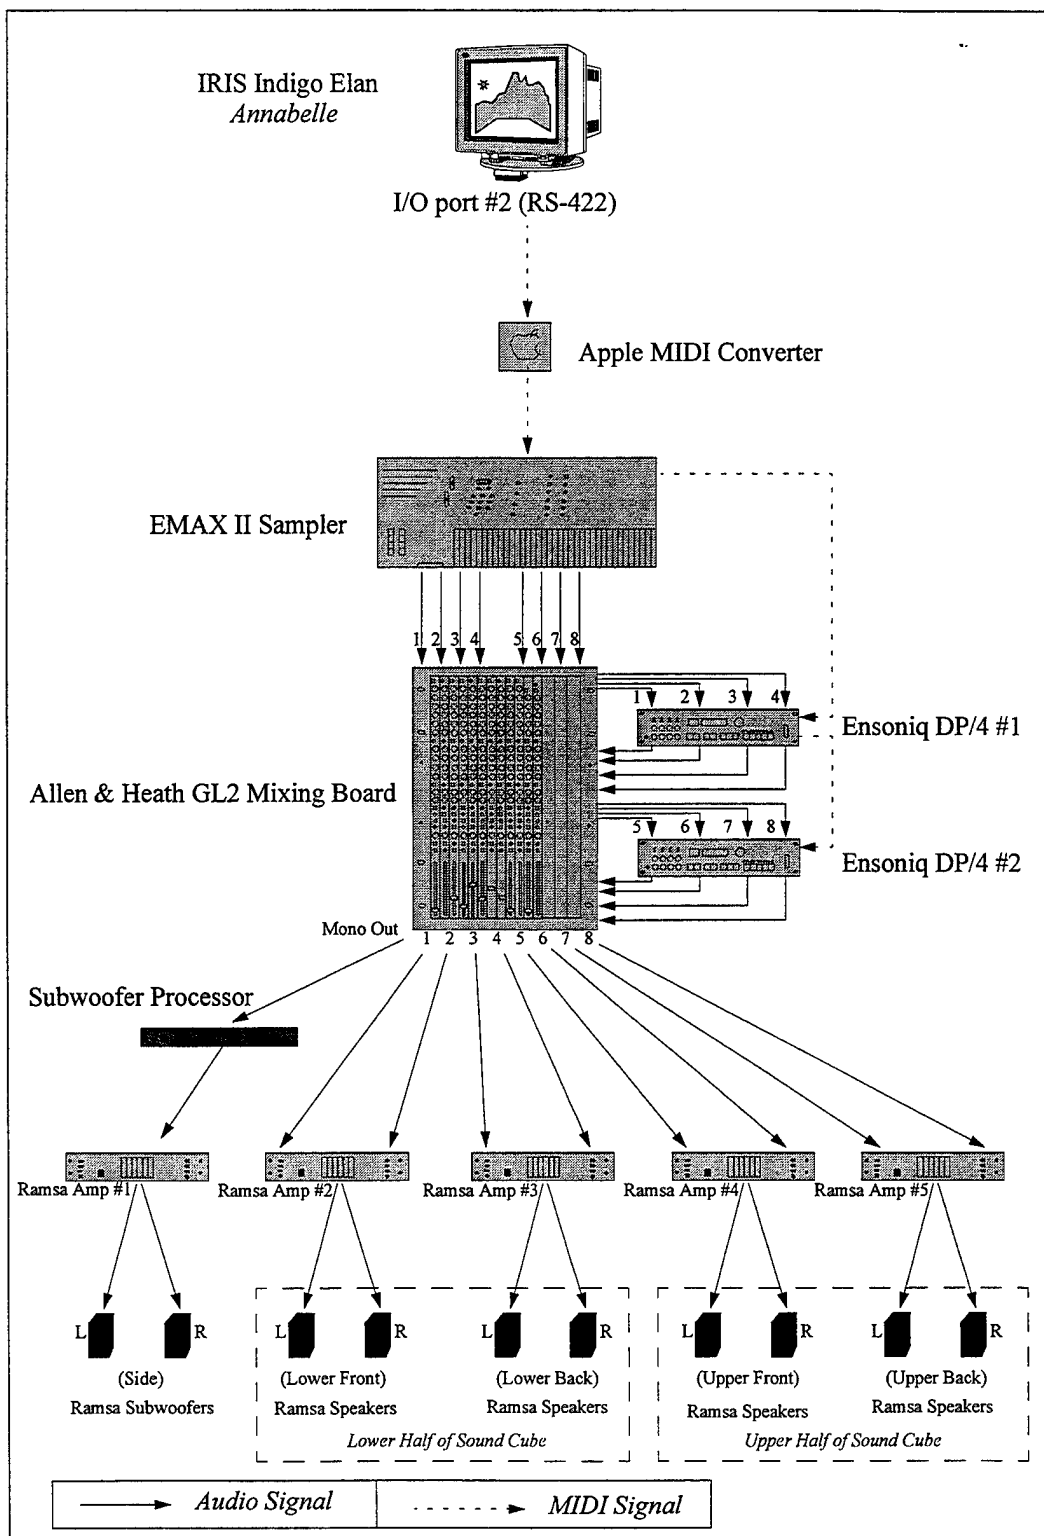 IRIS Indigo Elan
Annabelle
I/O port #2 (RS-422)
Apple MIDI Converter
EMAX II Sampler
1 2 3 4 5 6 7 8
1 2 3 4
Ensoniq DP/4 #1
Allen & Heath GL2 Mixing Board
5 6 7 8
Ensoniq DP/4 #2
Mono Out
1 2 3 4 5 6 7 8
Subwoofer Processor
Ramsa Amp #1
Ramsa Amp #2
Ramsa Amp #3
Ramsa Amp #4
Ramsa Amp #5
L R L R L R L R L R
(Side) (Lower Front) (Lower Back) (Upper Front) (Upper Back)
Ramsa Subwoofers Ramsa Speakers Ramsa Speakers Ramsa Speakers Ramsa Speakers
Lower Half of Sound Cube Upper Half of Sound Cube
Audio Signal MIDI Signal